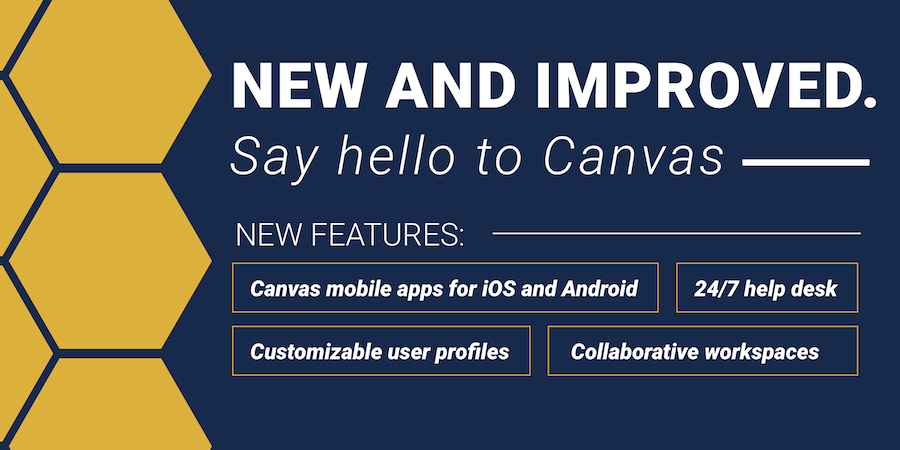 NEW AND IMPROVED.
Say hello to Canvas
NEW FEATURES:
Canvas mobile apps for iOS and Android
24/7 help desk
Customizable user profiles
Collaborative workspaces